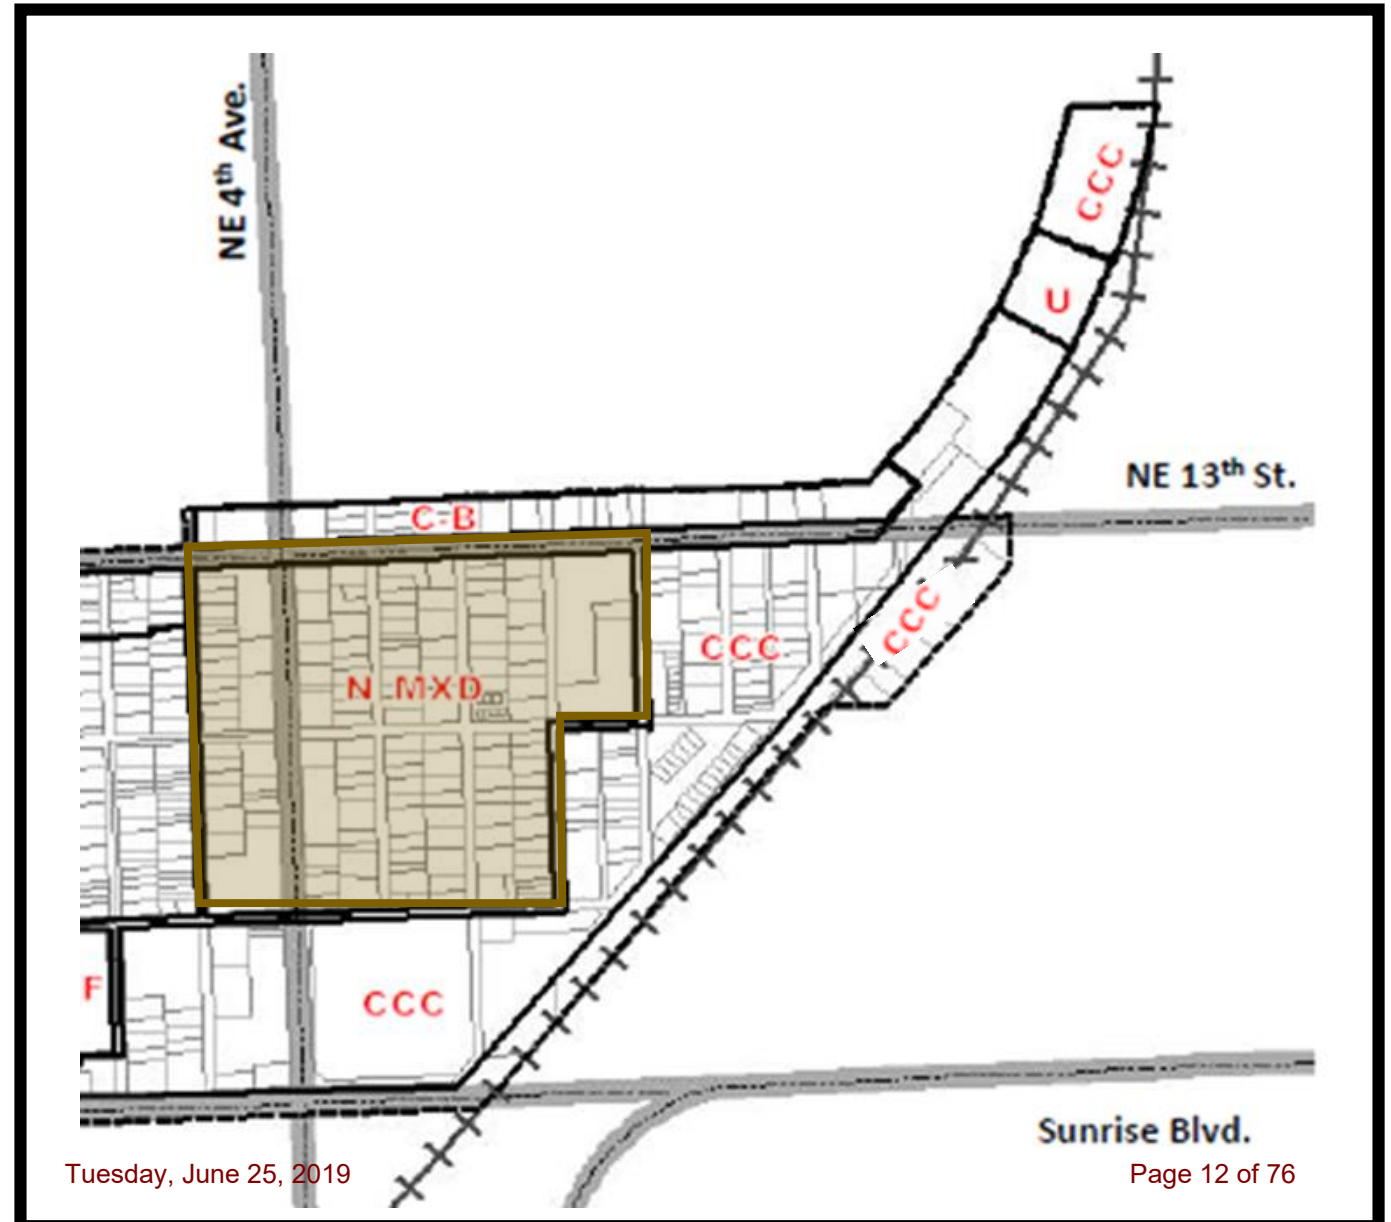 NE 4th Ave.
CCC
U
NE 13th St.
C-B
CCC
CCC
N MXD
F
CCC
Sunrise Blvd.
Tuesday, June 25, 2019
Page 12 of 76